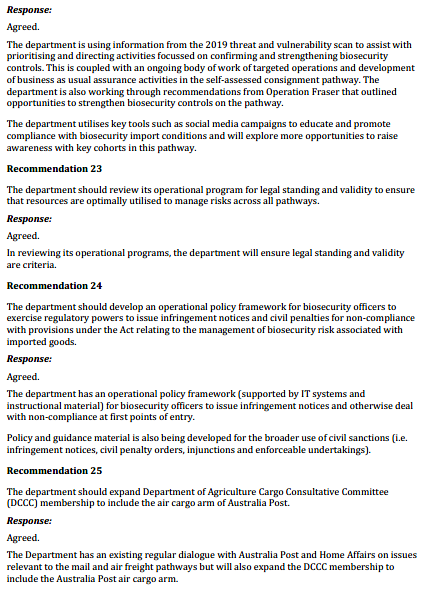 Response:
Agreed.
The department is using information from the 2019 threat and vulnerability scan to assist with
prioritising and directing activities focussed on confirming and strengthening biosecurity
controls. This is coupled with an ongoing body of work of targeted operations and development
of business as usual assurance activities in the self-assessed consignment pathway. The
department is also working through recommendations from Operation Fraser that outlined
opportunities to strengthen biosecurity controls on the pathway.
The department utilises key tools such as social media campaigns to educate and promote
compliance with biosecurity import conditions and will explore more opportunities to raise
awareness with key cohorts in this pathway.
Recommendation 23
The department should review its operational program for legal standing and validity to ensure
that resources are optimally utilised to manage risks across all pathways.
Response:
Agreed.
In reviewing its operational programs, the department will ensure legal standing and validity
are criteria.
Recommendation 24
The department should develop an operational policy framework for biosecurity officers to
exercise regulatory powers to issue infringement notices and civil penalties for non-compliance
with provisions under the Act relating to the management of biosecurity risk associated with
imported goods.
Response:
Agreed.
The department has an operational policy framework (supported by IT systems and
instructional material) for biosecurity officers to issue infringement notices and otherwise deal
with non-compliance at first points of entry.
Policy and guidance material is also being developed for the broader use of civil sanctions (i.e.
infringement notices, civil penalty orders, injunctions and enforceable undertakings).
Recommendation 25
The department should expand Department of Agriculture Cargo Consultative Committee
(DCCC) membership to include the air cargo arm of Australia Post.
Response:
Agreed.
The Department has an existing regular dialogue with Australia Post and Home Affairs on issues
relevant to the mail and air freight pathways but will also expand the DCCC membership to
include the Australia Post air cargo arm.